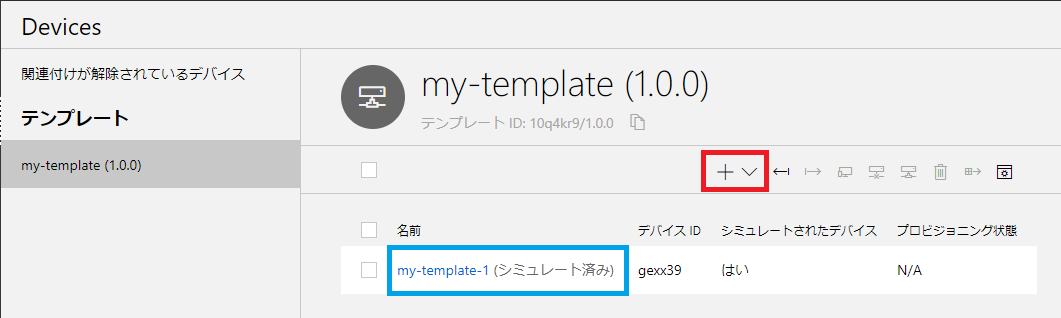 Devices
関連付けが解除されているデバイス
テンプレート
my-template (1.0.0)
my-template (1.0.0)
テンプレート ID: 10q4kr9/1.0.0
名前 デバイス ID シミュレートされたデバイス プロビジョニング状態
my-template-1 (シミュレート済み) gexx39 はい N/A